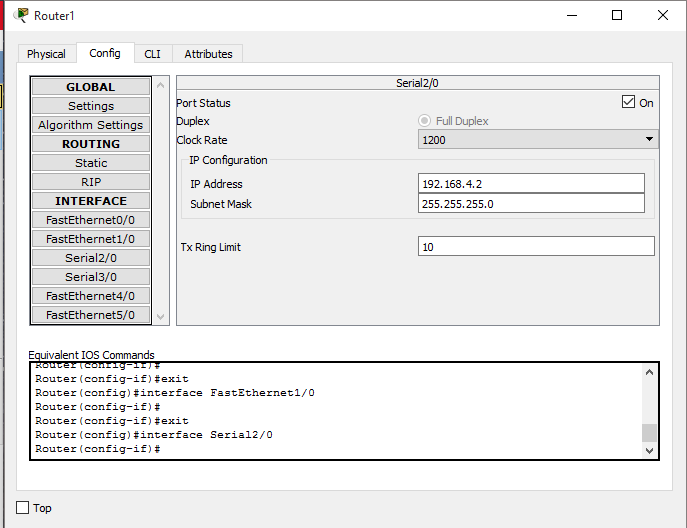 Router1
Physical Config CLI Attributes
GLOBAL
Settings
Algorithm Settings
ROUTING
Static
RIP
INTERFACE
FastEthernet0/0
FastEthernet1/0
Serial2/0
Serial3/0
FastEthernet4/0
FastEthernet5/0
Serial2/0
Port Status On
Duplex Full Duplex
Clock Rate 1200
IP Configuration
IP Address 192.168.4.2
Subnet Mask 255.255.255.0
Tx Ring Limit 10
Equivalent IOS Commands
Router(config-if)#
Router(config-if)#exit
Router(config)#interface FastEthernet1/0
Router(config-if)#
Router(config-if)#exit
Router(config)#interface Serial2/0
Router(config-if)#
Top